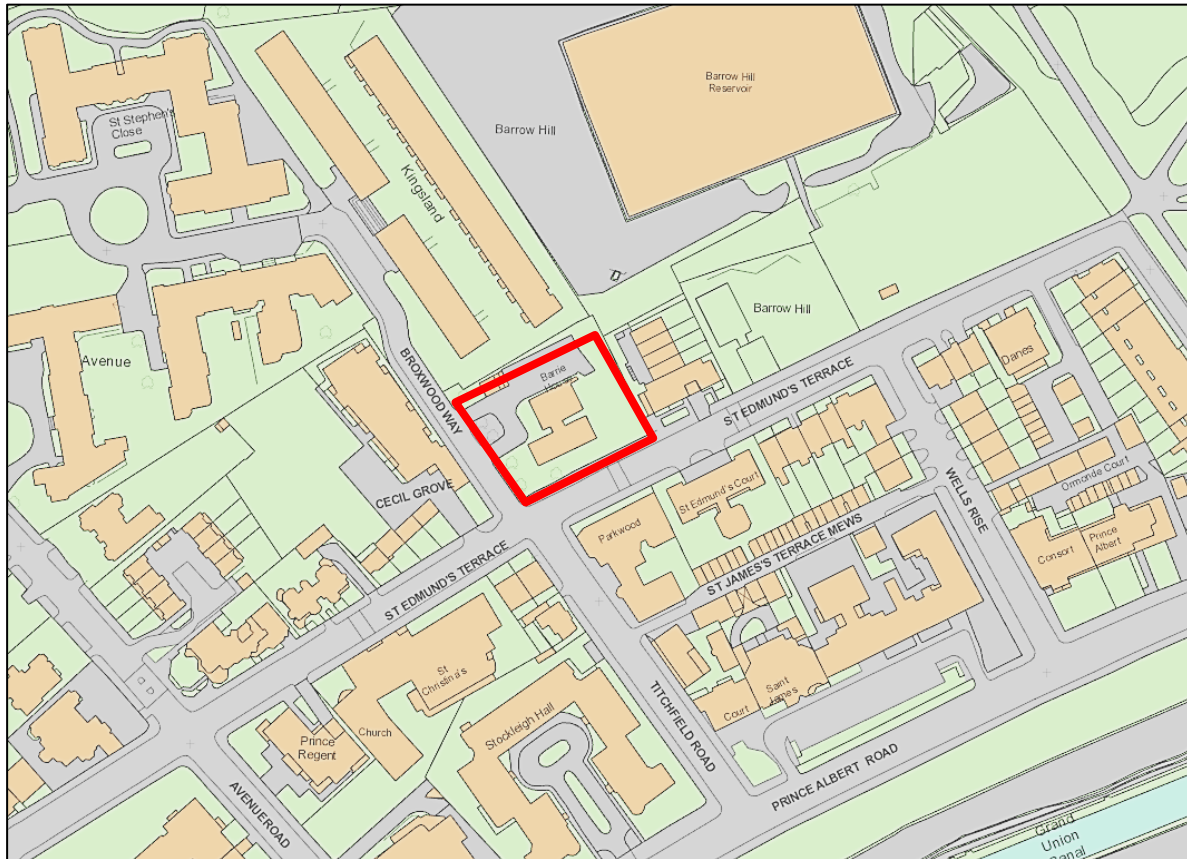 Barrow Hill
Reservoir
St Stephen's
Close
Barrow Hill
Kingsland
Barrow Hill
Avenue
BROXWOOD WAY
Barrie
House
ST EDMUND'S TERRACE
Danes
CECIL GROVE
St Edmund's Court
Parkwood
WELLS RISE
Ormonde Court
ST JAMES'S TERRACE MEWS
Consort
Prince
Albert
ST EDMUND'S TERRACE
St
Christina's
Church
Stockleigh Hall
TITCHFIELD ROAD
Saint
James
Court
Prince
Regent
PRINCE ALBERT ROAD
AVENUE ROAD
Grand
Union
Canal